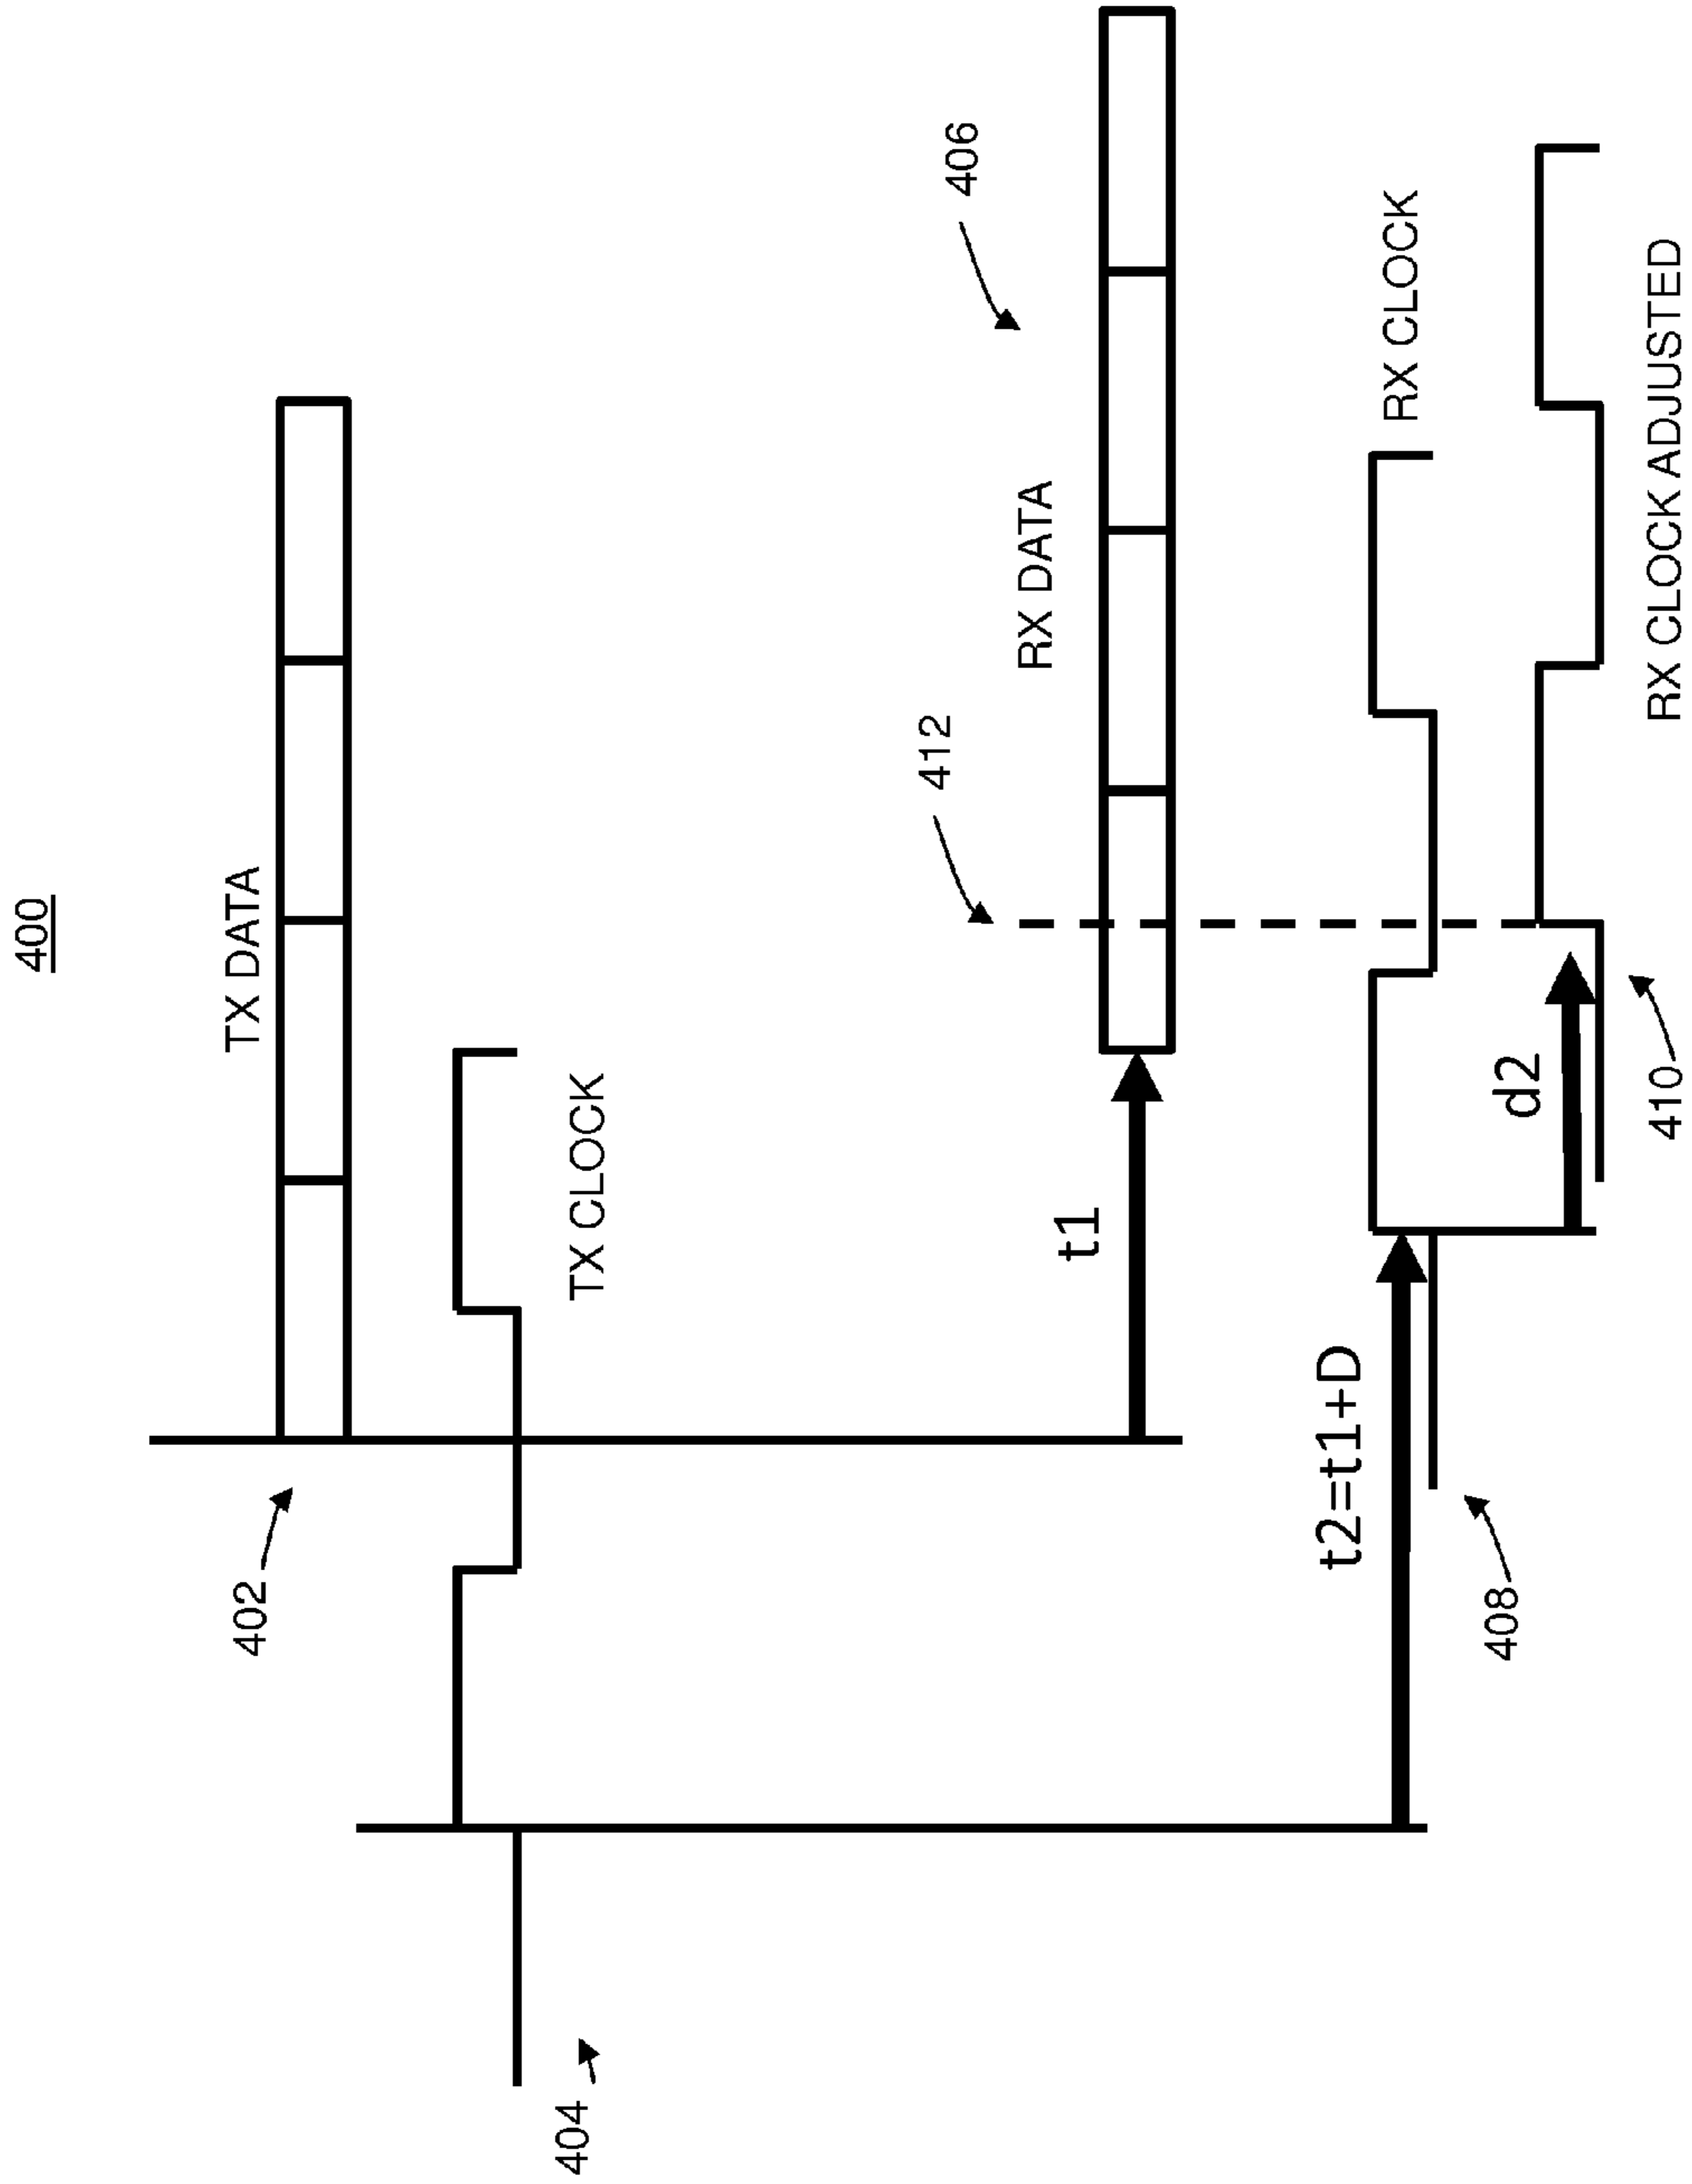 400
402
TX DATA
404
TX CLOCK
412
406
RX DATA
t1
t2=t1+D
RX CLOCK
408
d2
410
RX CLOCK ADJUSTED